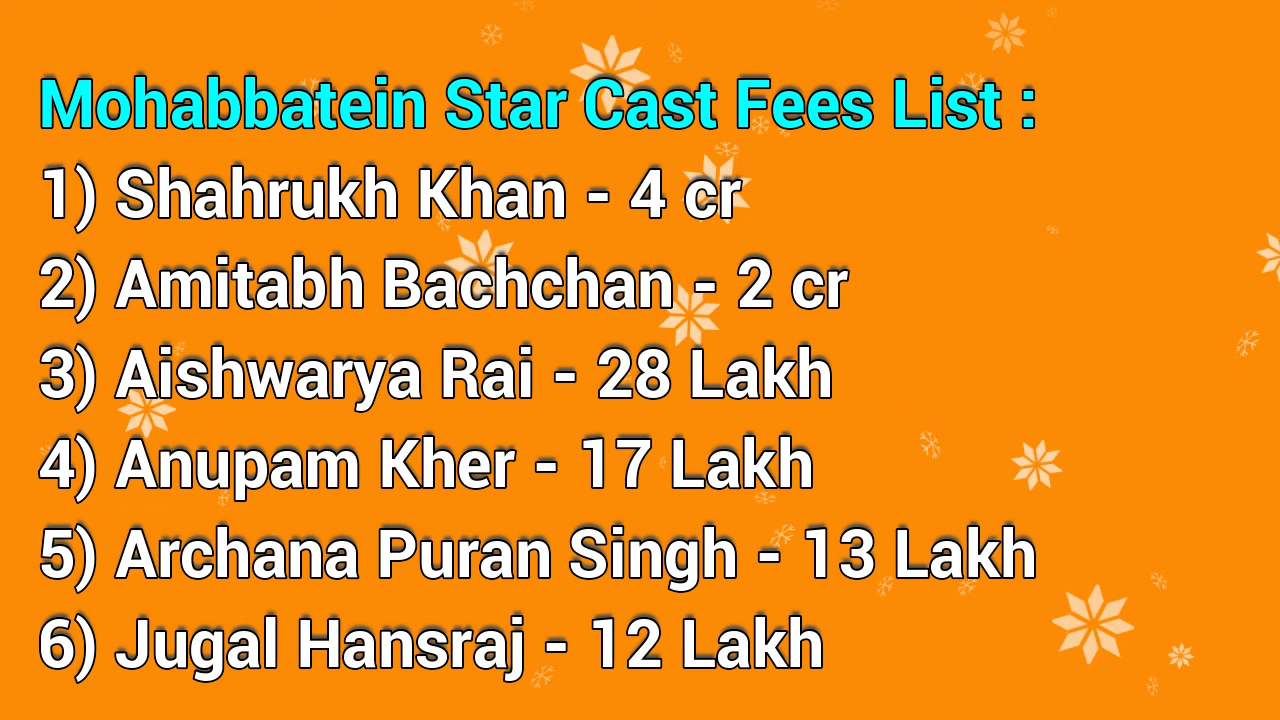 Mohabbatein Star Cast Fees List :
1) Shahrukh Khan - 4 cr
2) Amitabh Bachchan - 2 cr
3) Aishwarya Rai - 28 Lakh
4) Anupam Kher - 17 Lakh
5) Archana Puran Singh - 13 Lakh
6) Jugal Hansraj - 12 Lakh